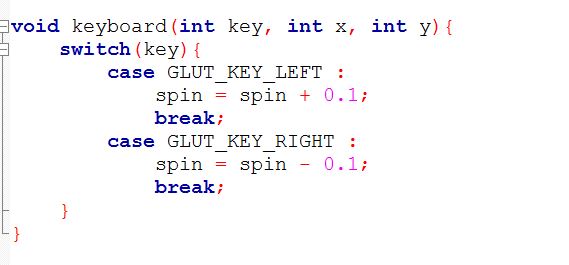 void keyboard(int key, int x, int y){
    switch(key){
        case GLUT_KEY_LEFT :
            spin = spin + 0.1;
            break;
        case GLUT_KEY_RIGHT :
            spin = spin - 0.1;
            break;
    }
}